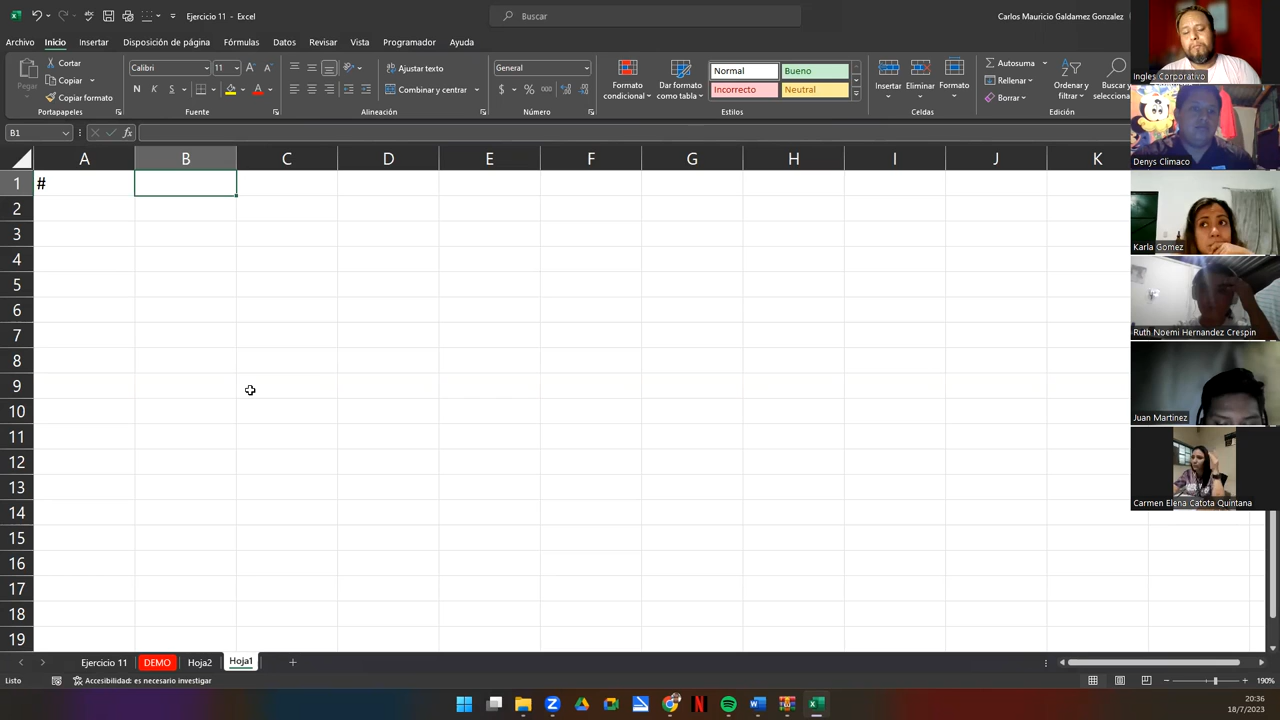 Ejercicio 11 - Excel
Buscar
Carlos Mauricio Galdamez Gonzalez
Archivo Inicio Insertar Disposición de página Fórmulas Datos Revisar Vista Programador Ayuda
Pegar
Cortar
Copiar
Copiar formato
Portapapeles
Calibri 11
N K S
Fuente
Ajustar texto
Combinar y centr
Alineación
General
$ % 000
Número
Formato condicional
Dar formato como tabla
Normal Bueno
Incorrecto Neutral
Estilos
Insertar Eliminar Formato
Celdas
Autosuma
Rellenar
Borrar
Ordenar y filtrar
Buscar y selecciona
Edición
B1
fx
A B C D E F G H I J K
1 #
2
3
4
5
6
7
8
9
10
11
12
13
14
15
16
17
18
19
Ingles Corporativo
Denys Climaco
Karla Gomez
Ruth Noemi Hernandez Crespin
Juan Martinez
Carmen Elena Catota Quintana
Ejercicio 11 DEMO Hoja2 Hoja1
Listo
Accesibilidad: es necesario investigar
190%
20:36
18/7/2023